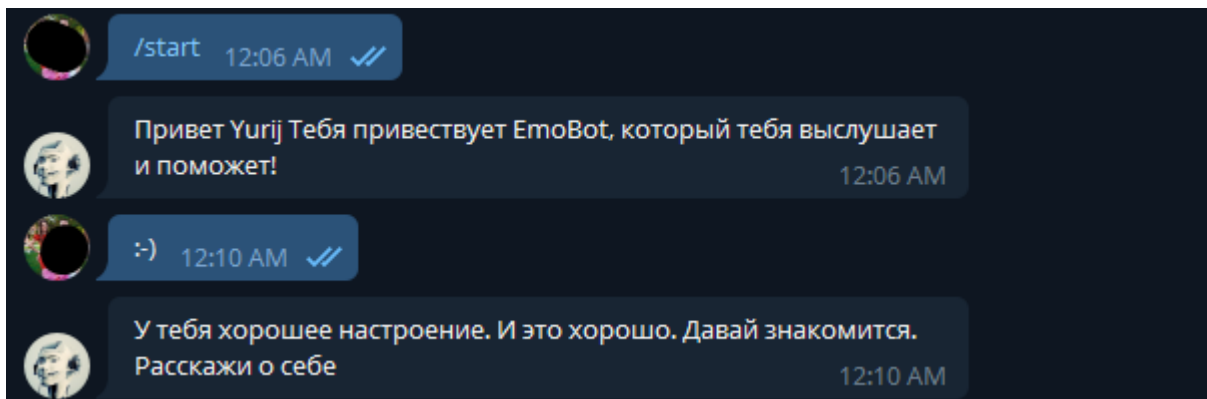 /start 12:06 AM
Привет Yurij Тебя привествует EmoBot, который тебя выслушает
и поможет!
12:06 AM
:-) 12:10 AM
У тебя хорошее настроение. И это хорошо. Давай знакомится.
Расскажи о себе
12:10 AM